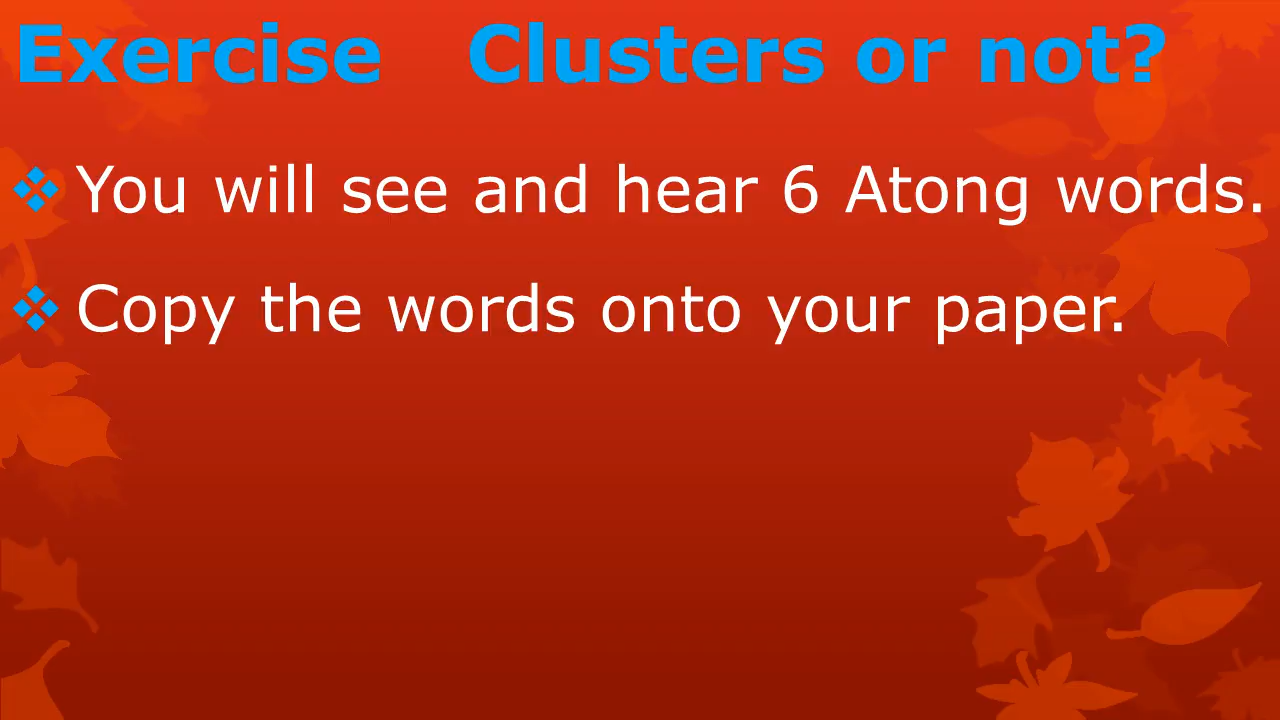 Exercise Clusters or not?
❖ You will see and hear 6 Atong words.
❖ Copy the words onto your paper.